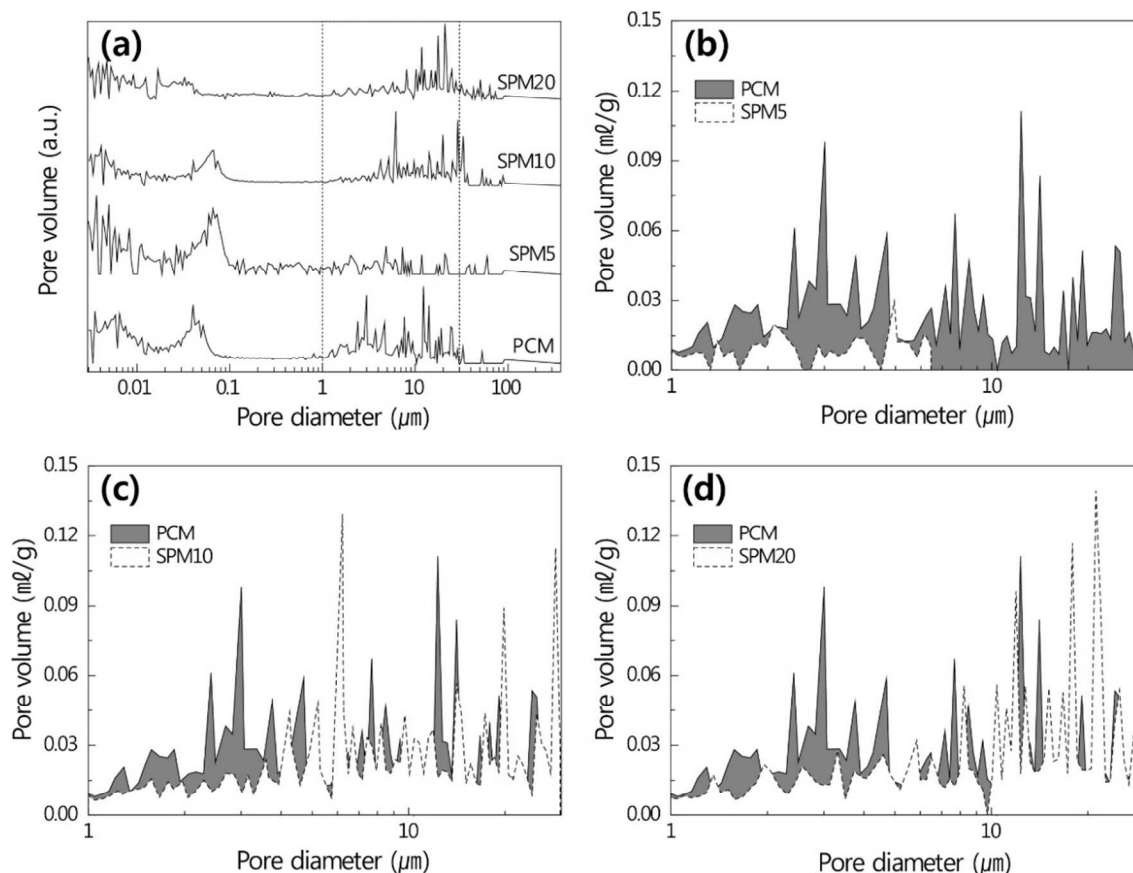 (a)
SPM20
SPM10
SPM5
PCM
Pore volume (a.u.)
0.01 0.1 1 10 100
Pore diameter (μm)
(b)
PCM
SPM5
Pore volume (mℓ/g)
0.15
0.12
0.09
0.06
0.03
0.00
1 10
Pore diameter (μm)
(c)
PCM
SPM10
Pore volume (mℓ/g)
0.15
0.12
0.09
0.06
0.03
0.00
1 10
Pore diameter (μm)
(d)
PCM
SPM20
Pore volume (mℓ/g)
0.15
0.12
0.09
0.06
0.03
0.00
1 10
Pore diameter (μm)